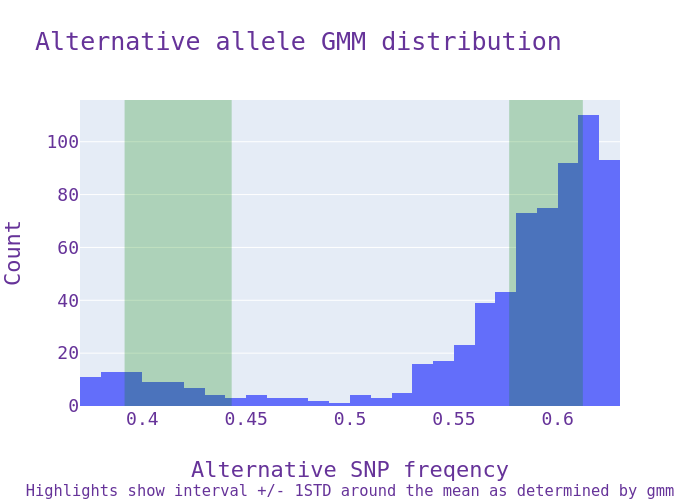 Alternative allele GMM distribution
100
80
60
40
20
0
Count
0.4 0.45 0.5 0.55 0.6
Alternative SNP freqency
Highlights show interval +/- 1STD around the mean as determined by gmm